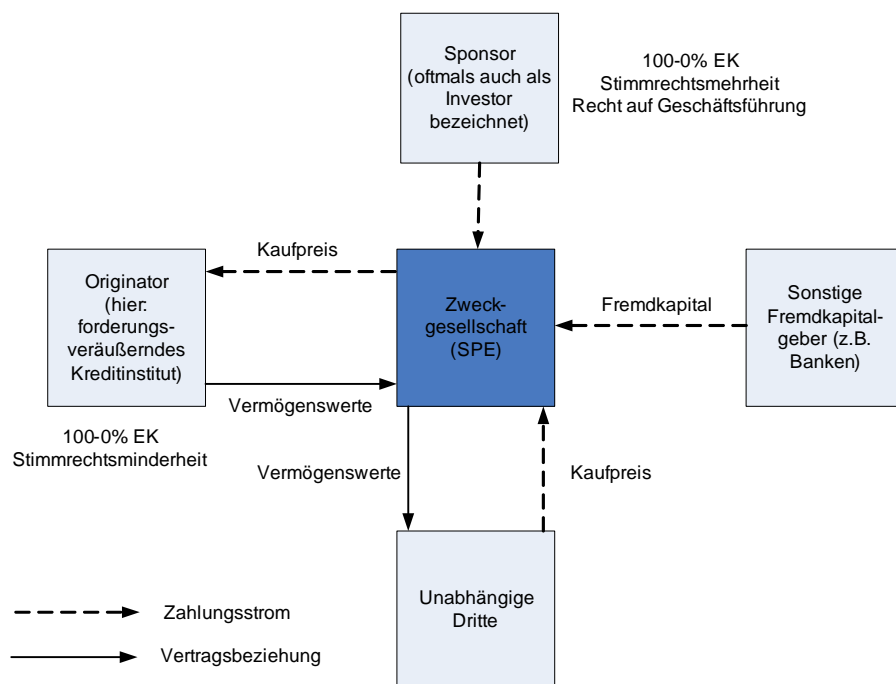 Sponsor
(oftmals auch als
Investor
bezeichnet)
100-0% EK
Stimmrechtsmehrheit
Recht auf Geschäftsführung
Kaufpreis
Originator
(hier:
forderungs-
veräußerndes
Kreditinstitut)
Zweck-
gesellschaft
(SPE)
Fremdkapital
Sonstige
Fremdkapital-
geber (z.B.
Banken)
Vermögenswerte
100-0% EK
Stimmrechtsminderheit
Vermögenswerte
Kaufpreis
Unabhängige
Dritte
Zahlungsstrom
Vertragsbeziehung